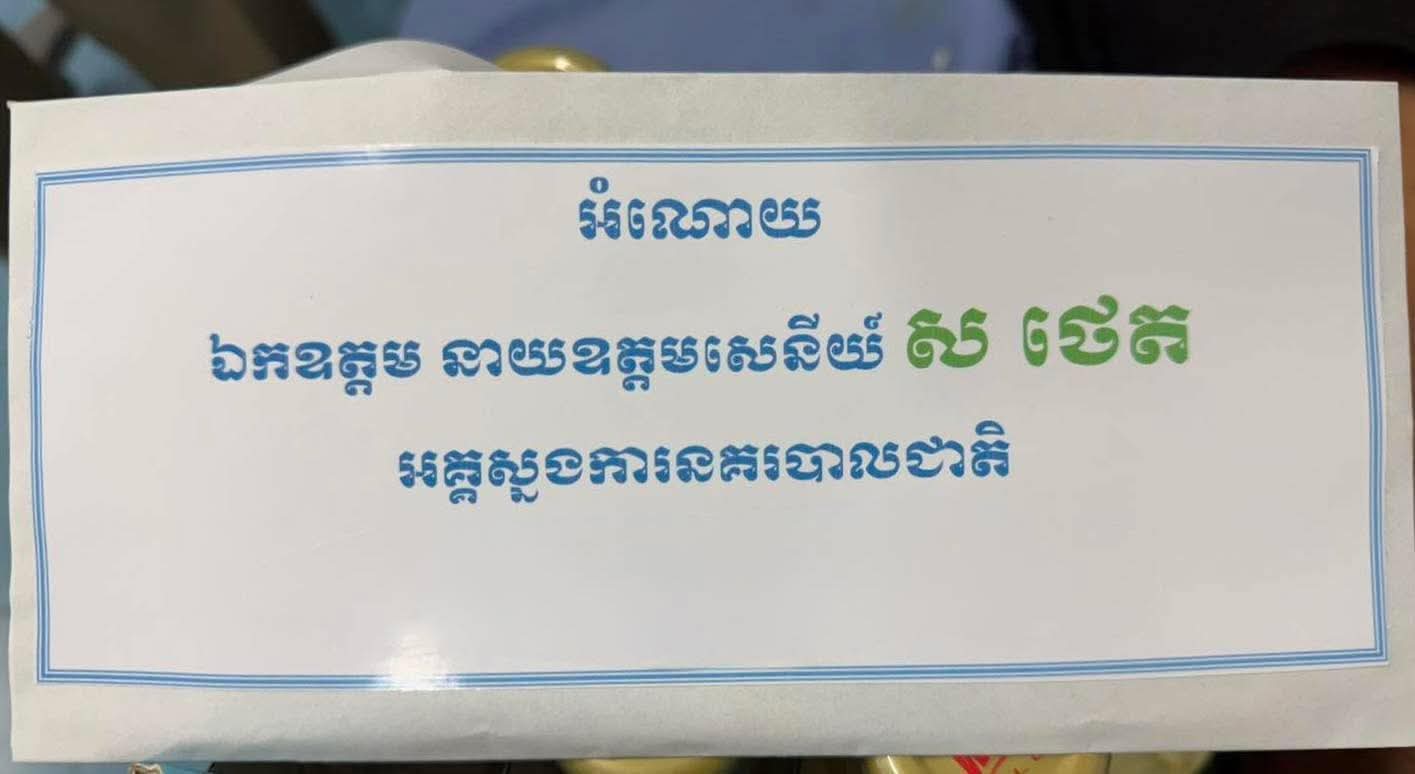 អំណោយ
ឯកឧត្តម នាយឧត្តមសេនីយ៍ ស ថេត
អគ្គស្នងការនគរបាលជាតិ